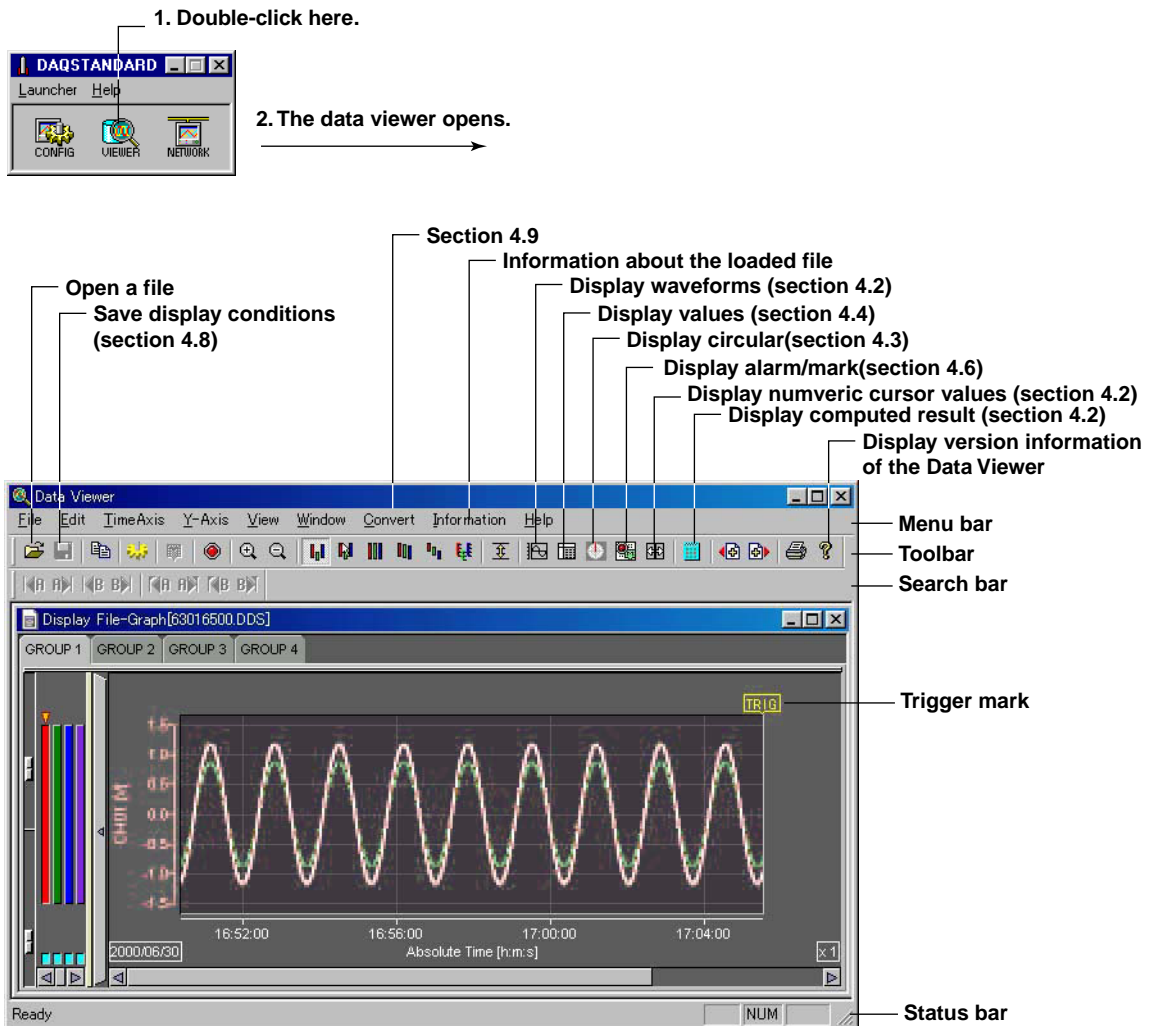 1. Double-click here.
DAQSTANDARD
Launcher Help
CONFIG VIEWER NETWORK
2. The data viewer opens.
Section 4.9
Information about the loaded file
Open a file
Display waveforms (section 4.2)
Save display conditions
(section 4.8)
Display values (section 4.4)
Display circular(section 4.3)
Display alarm/mark(section 4.6)
Display numveric cursor values (section 4.2)
Display computed result (section 4.2)
Display version information
of the Data Viewer
Data Viewer
File Edit TimeAxis Y-Axis View Window Convert Information Help
Menu bar
Toolbar
A A B B A A B B
Search bar
Display File-Graph[63016500.DDS]
GROUP 1 GROUP 2 GROUP 3 GROUP 4
TRIG
Trigger mark
1.5
1.0
0.5
0.0
-0.5
-1.0
-1.5
16:52:00 16:56:00 17:00:00 17:04:00
2000/06/30
Absolute Time [h:m:s]
x 1
Ready
NUM
Status bar